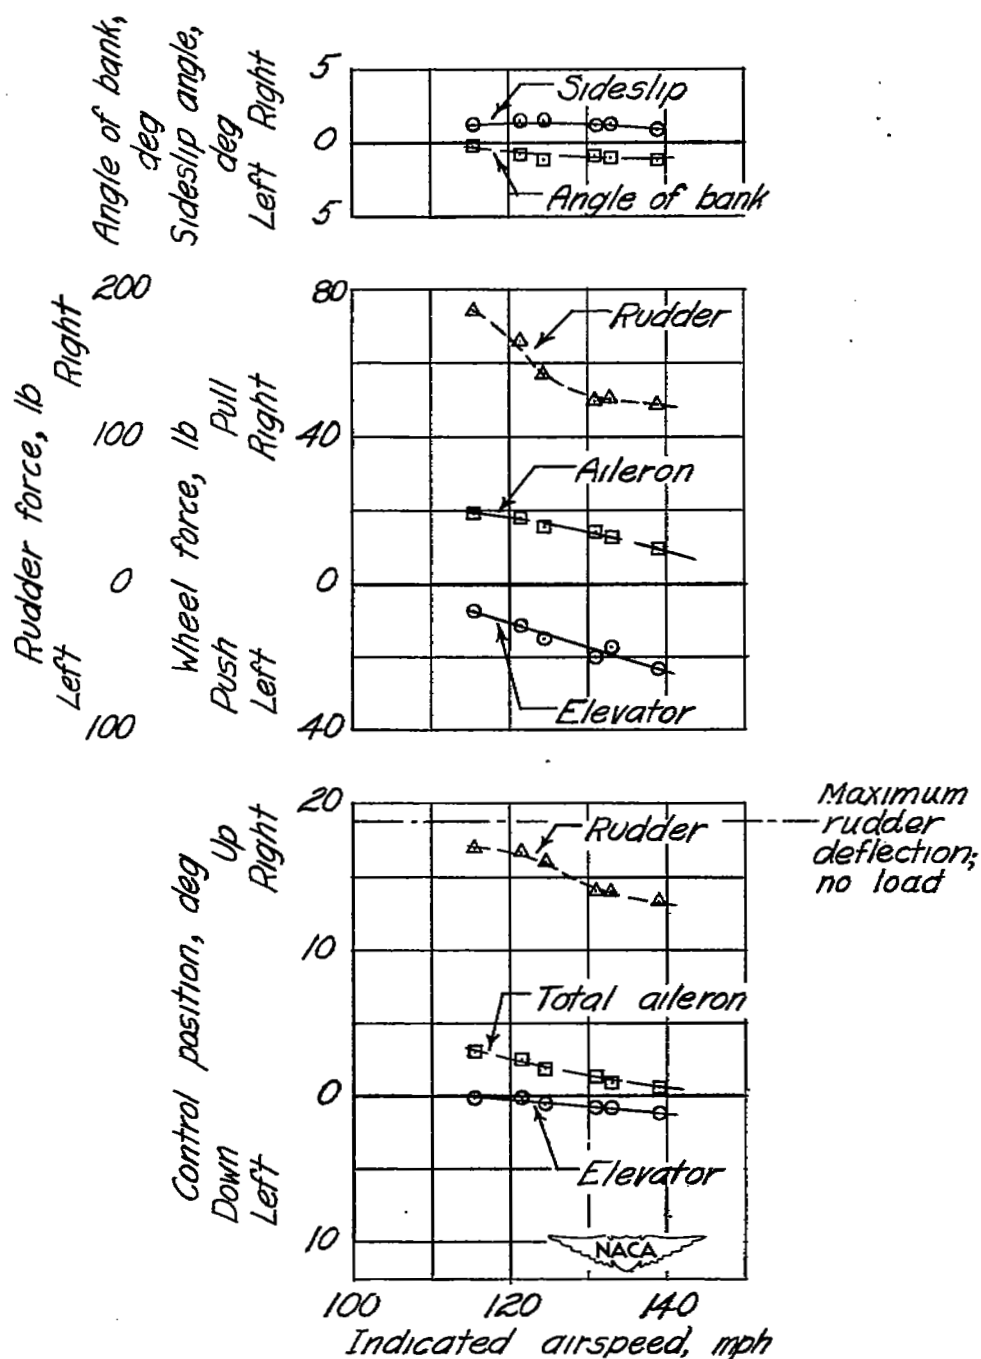 Angle of bank,
deg
Sideslip angle,
deg
Left Right
5
0
5
Sideslip
Angle of bank
Rudder force, lb
Left Right
200
100
0
100
Wheel force, lb
Push Pull
Left Right
80
40
0
40
Rudder
Aileron
Elevator
Control position, deg
Down Up
Left Right
20
10
0
10
Rudder
Maximum
rudder
deflection;
no load
Total aileron
Elevator
NACA
100 120 140
Indicated airspeed, mph